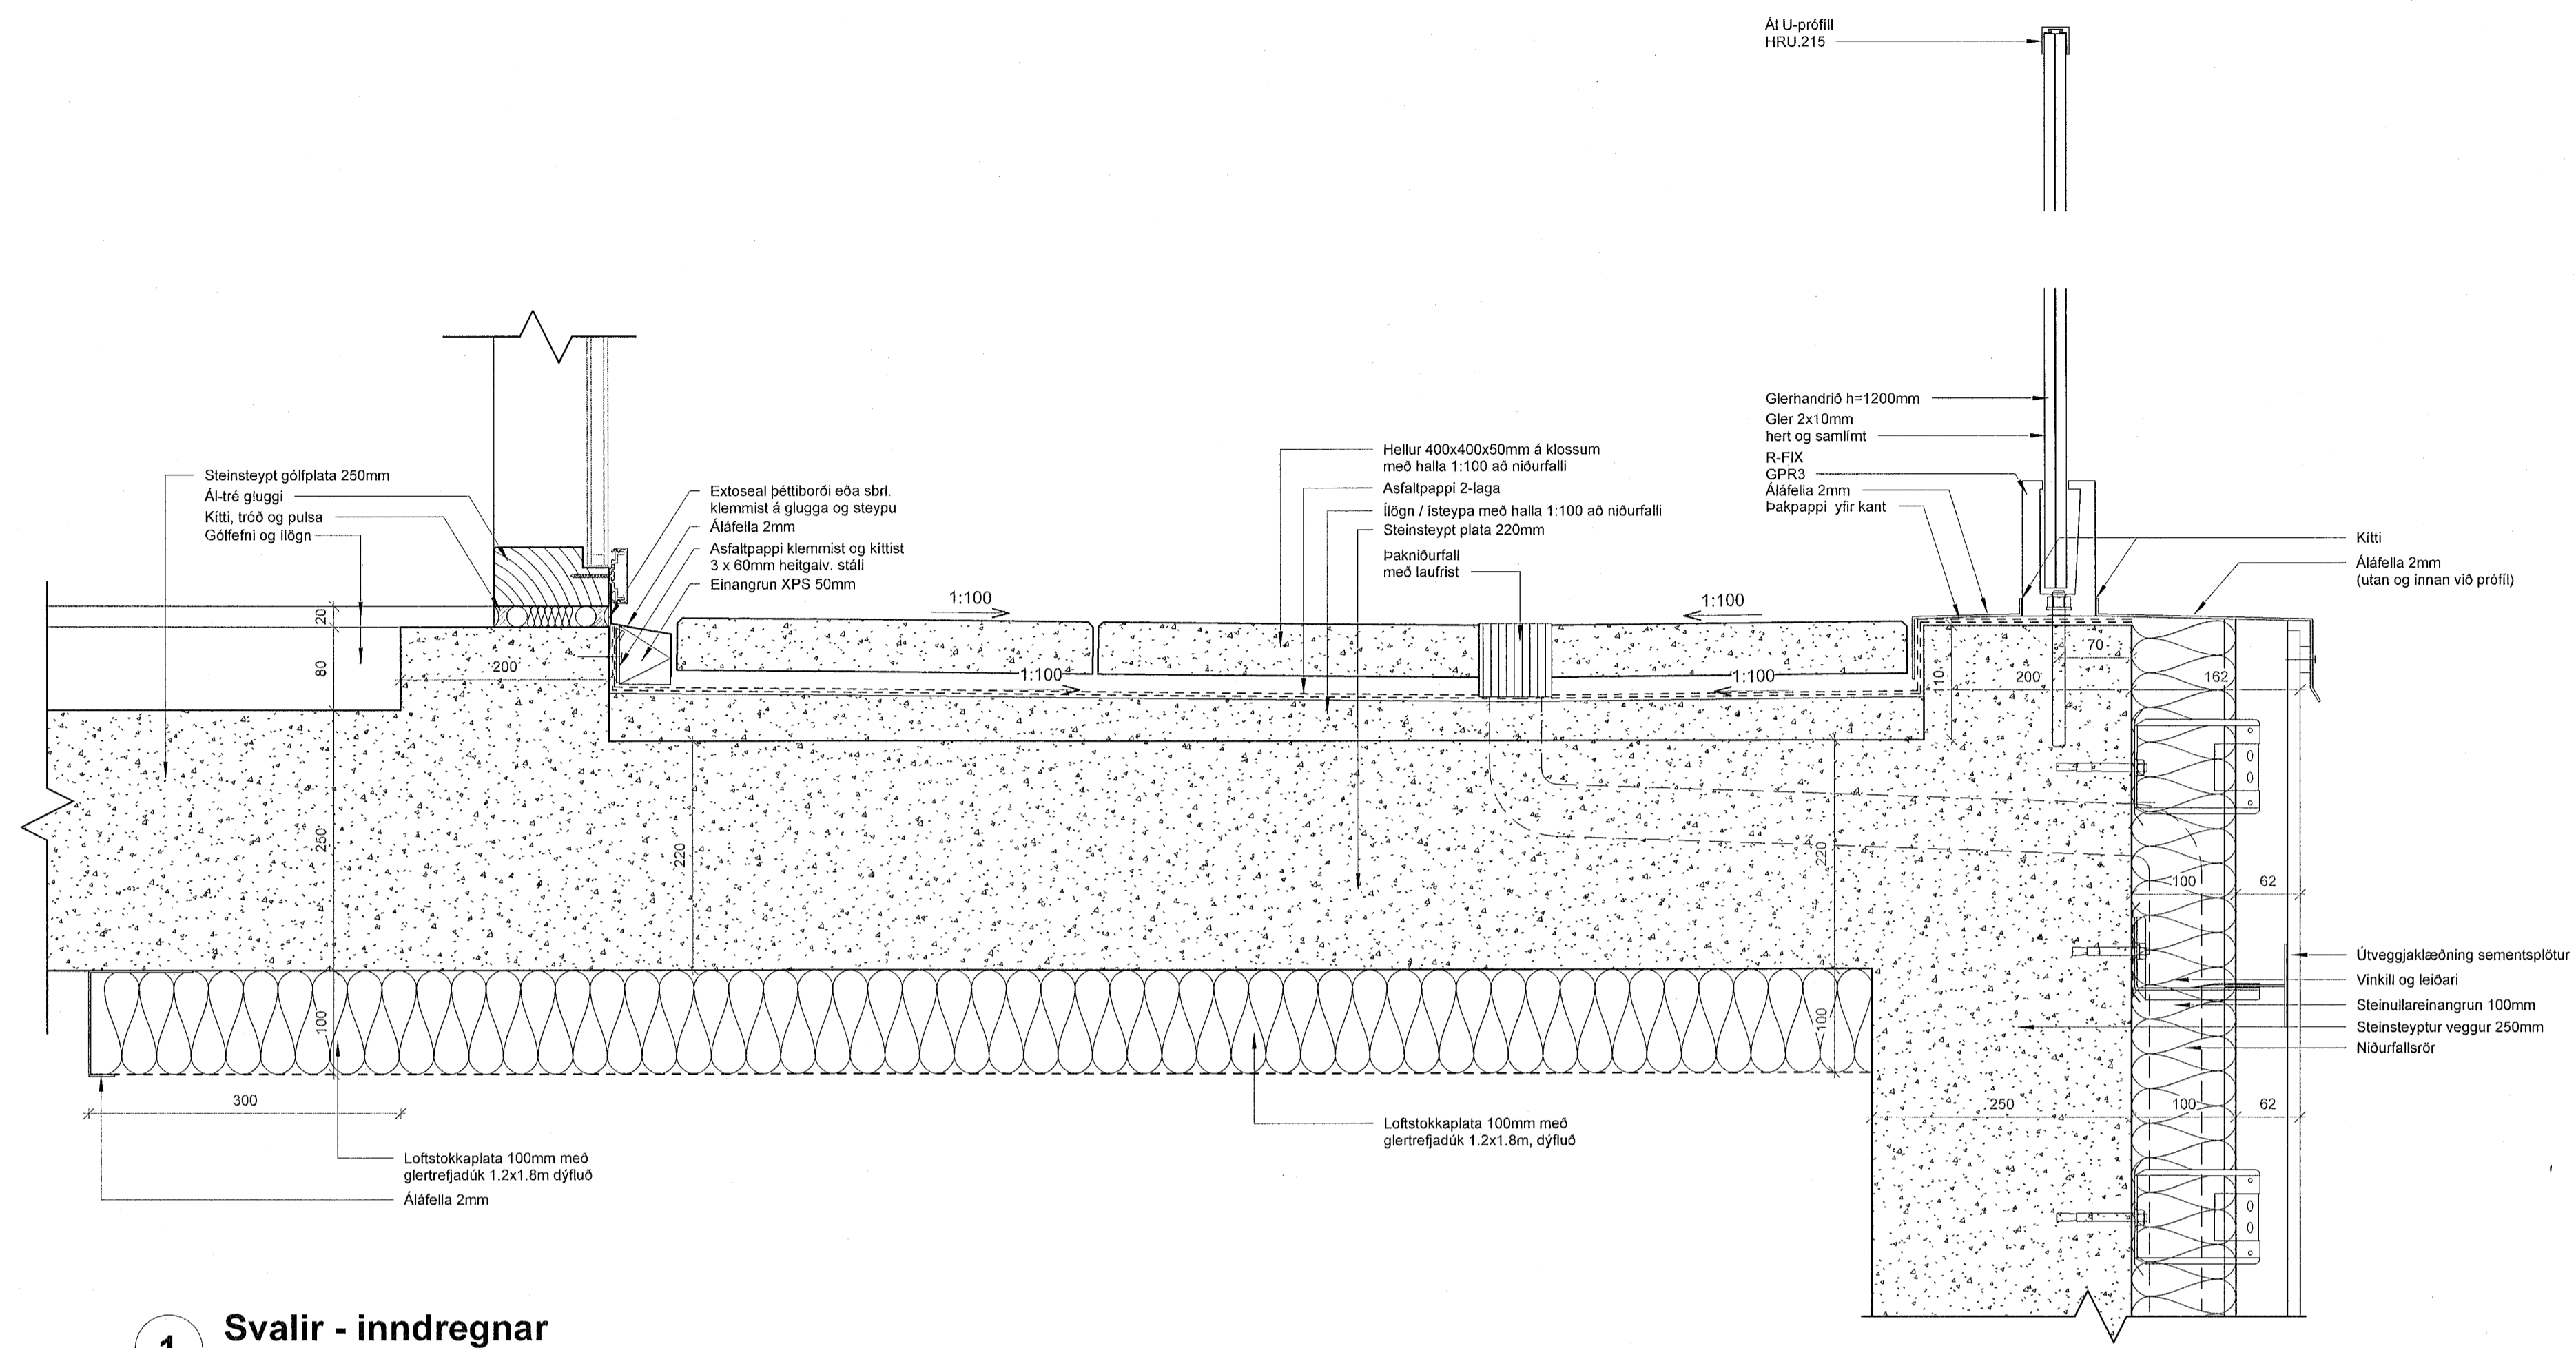 Ál U-prófíll
HRU.215
Glerhandrið h=1200mm
Gler 2x10mm
hert og samlímt
R-FIX
GPR3
Áláfella 2mm
Þakpappi yfir kant
Steinsteypt gólfplata 250mm
Ál-tré gluggi
Kítti, tróð og pulsa
Gólfefni og ílögn
Extoseal þéttiborði eða sbrl.
klemmist á glugga og steypu
Áláfella 2mm
Asfaltpappi klemmist og kíttist
3 x 60mm heitgalv. stáli
Einangrun XPS 50mm
Hellur 400x400x50mm á klossum
með halla 1:100 að niðurfalli
Asfaltpappi 2-laga
Ílögn / ísteypa með halla 1:100 að niðurfalli
Steinsteypt plata 220mm
Þakniðurfall
með laufrist
Kítti
Áláfella 2mm
(utan og innan við prófíl)
1:100
1:100
1:100
1:100
20
80
200
110
70
200
162
250
220
220
100
62
100
100
Útveggjaklæðning sementsplötur
Vinkill og leiðari
Steinullareinangrun 100mm
Steinsteyptur veggur 250mm
Niðurfallsrör
300
250
100
62
Loftstokkaplata 100mm með
glertrefjadúk 1.2x1.8m, dýfluð
Loftstokkaplata 100mm með
glertrefjadúk 1.2x1.8m dýfluð
Áláfella 2mm
1
Svalir - inndregnar